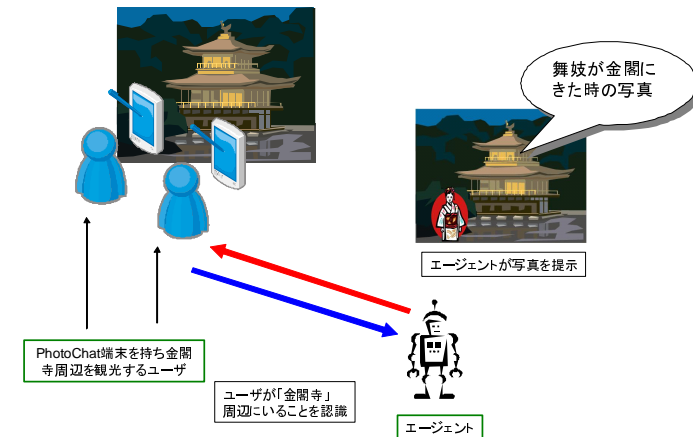 舞妓が金閣に
きた時の写真
エージェントが写真を提示
PhotoChat端末を持ち金閣
寺周辺を観光するユーザ
ユーザが「金閣寺」
周辺にいることを認識
エージェント